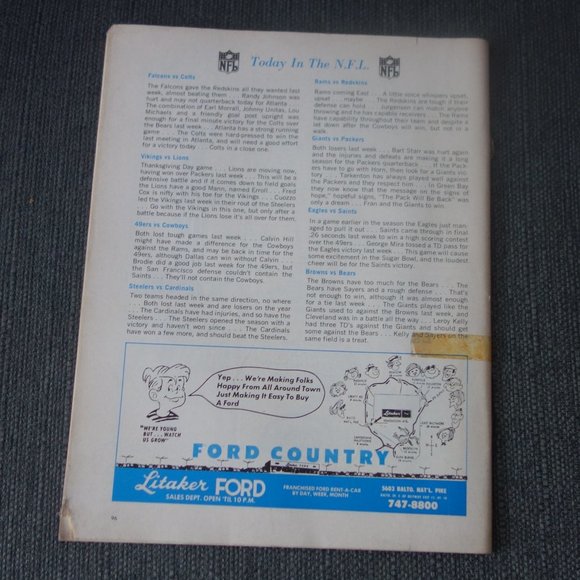 NFL
Today In The N.F.L.
NFL
Falcons vs Colts
The Falcons gave the Redskins all they wanted last
week, almost beating them . . . Randy Johnson was
hurt and may not quarterback today for Atlanta . . .
The combination of Earl Morrall, Johnny Unitas, Lou
Michaels and a friendly goal post upright was
enough for a final minute victory for the Colts over
the Bears last week . . . Atlanta has a strong running
game . . . The Colts were hard-pressed to win the
last meeting in Atlanta, and will need a good effort
for a victory today . . . Colts in a close one.
Vikings vs Lions
Thanksgiving Day game . . . Lions are moving now,
having won over Packers last week . . . This will be a
defensive battle and if it comes down to field goals
the Lions have a good Mann, named Erroll . . . Fred
Cox is nifty with his toe for the Vikings . . . Cuozzo
led the Vikings last week in their rout of the Steelers
. . . Go with the Vikings in this one, but only after a
battle because if the Lions lose it's all over for them.
49ers vs Cowboys
Both lost tough games last week . . . Calvin Hill
might have made a difference for the Cowboys
against the Rams, and may be back in time for the
49ers, although Dallas can win without Calvin . . .
Brodie did a good job last week for the 49ers, but
the San Francisco defense couldn't contain the
Saints . . . They'll not contain the Cowboys.
Steelers vs Cardinals
Two teams headed in the same direction, no where
. . . Both lost last week and are losers on the year
. . . The Cardinals have had injuries, and so have the
Steelers . . . The Steelers opened the season with a
victory and haven't won since . . . The Cardinals
have won a few more, and should beat the Steelers.
Rams vs Redskins
Rams coming East . . . A little voice whispers upset,
upset . . . maybe . . . The Redskins are tough if their
defense can hold . . . Jurgensen can match anyone
throwing and he has capable receivers . . . The Rams
have capability throughout their team and despite a
let down after the Cowboys win, but not in a
walk.
Giants vs Packers
Both losers last week . . . Bart Starr was hurt again
and the injuries and defeats are making it a long
season for the Packers quarterback . . . If the Pack-
ers have to go with Horn, then look for a Giants vic-
tory . . . Tarkenton has always played well against
the Packers and they respect him . . . In Green Bay
they now know that the message on the signs of
hope," hopeful signs, "The Pack Will Be Back" was
only a dream . . . Fran and the Giants to win.
Eagles vs Saints
In a game earlier in the season the Eagles just man-
aged to pull it out . . . Saints came through in final
.26 seconds last week to win a high scoring contest
over the 49ers . . . George Mira tossed a TD pass for
the Eagles victory last week . . . This game will cause
some excitement in the Sugar Bowl, and the loudest
cheer will be for the Saints victory.
Browns vs Bears
The Browns have too much for the Bears . . . The
Bears have Sayers and a rough defense . . . That's
not enough to win, although it was almost enough
for a tie last week . . . The Giants played like the
Giants used to against the Browns last week, and
Cleveland was in a battle all the way . . . Leroy Kelly
had three TD's against the Giants and should get
some against the Bears . . . Kelly and Sayers on the
same field is a treat.
Yep . . . We're Making Folks
Happy From All Around Town
Just Making It Easy To Buy
A Ford
"WE'RE YOUNG
BUT . . . WATCH
US GROW"
Litaker
FORD COUNTRY
Litaker FORD
SALES DEPT. OPEN 'TIL 10 P.M.
FRANCHISED FORD RENT-A-CAR
BY DAY, WEEK, MONTH
5603 BALTO. NAT'L. PIKE
747-8800
96